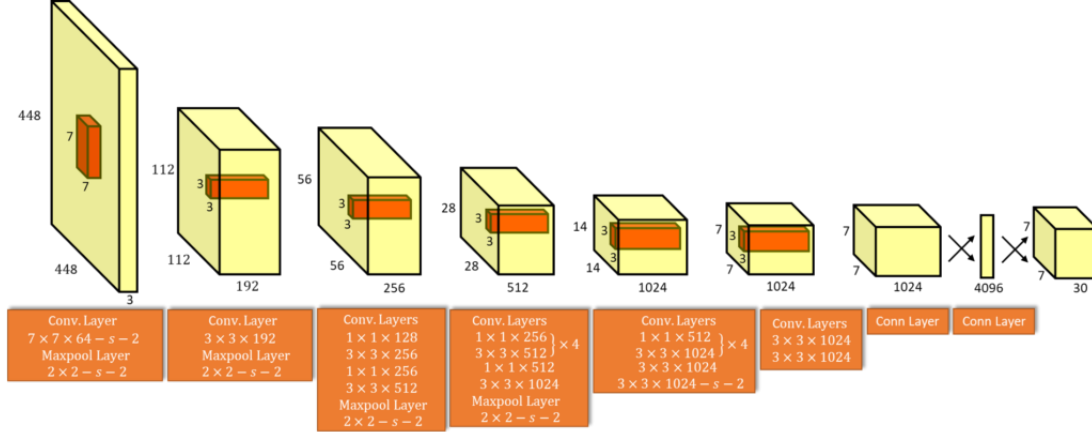 448
7
7
448
3
112
3
3
112
192
56
3
3
56
256
28
3
3
28
512
14
3
3
14
1024
7
3
3
7
1024
7
7
1024
4096
7
7
30
Conv. Layer
7 × 7 × 64 − s − 2
Maxpool Layer
2 × 2 − s − 2
Conv. Layer
3 × 3 × 192
Maxpool Layer
2 × 2 − s − 2
Conv. Layers
1 × 1 × 128
3 × 3 × 256
1 × 1 × 256
3 × 3 × 512
Maxpool Layer
2 × 2 − s − 2
Conv. Layers
1 × 1 × 256
3 × 3 × 512 } × 4
1 × 1 × 512
3 × 3 × 1024
Maxpool Layer
2 × 2 − s − 2
Conv. Layers
1 × 1 × 512
3 × 3 × 1024 } × 4
3 × 3 × 1024
3 × 3 × 1024 − s − 2
Conv. Layers
3 × 3 × 1024
3 × 3 × 1024
Conn Layer
Conn Layer